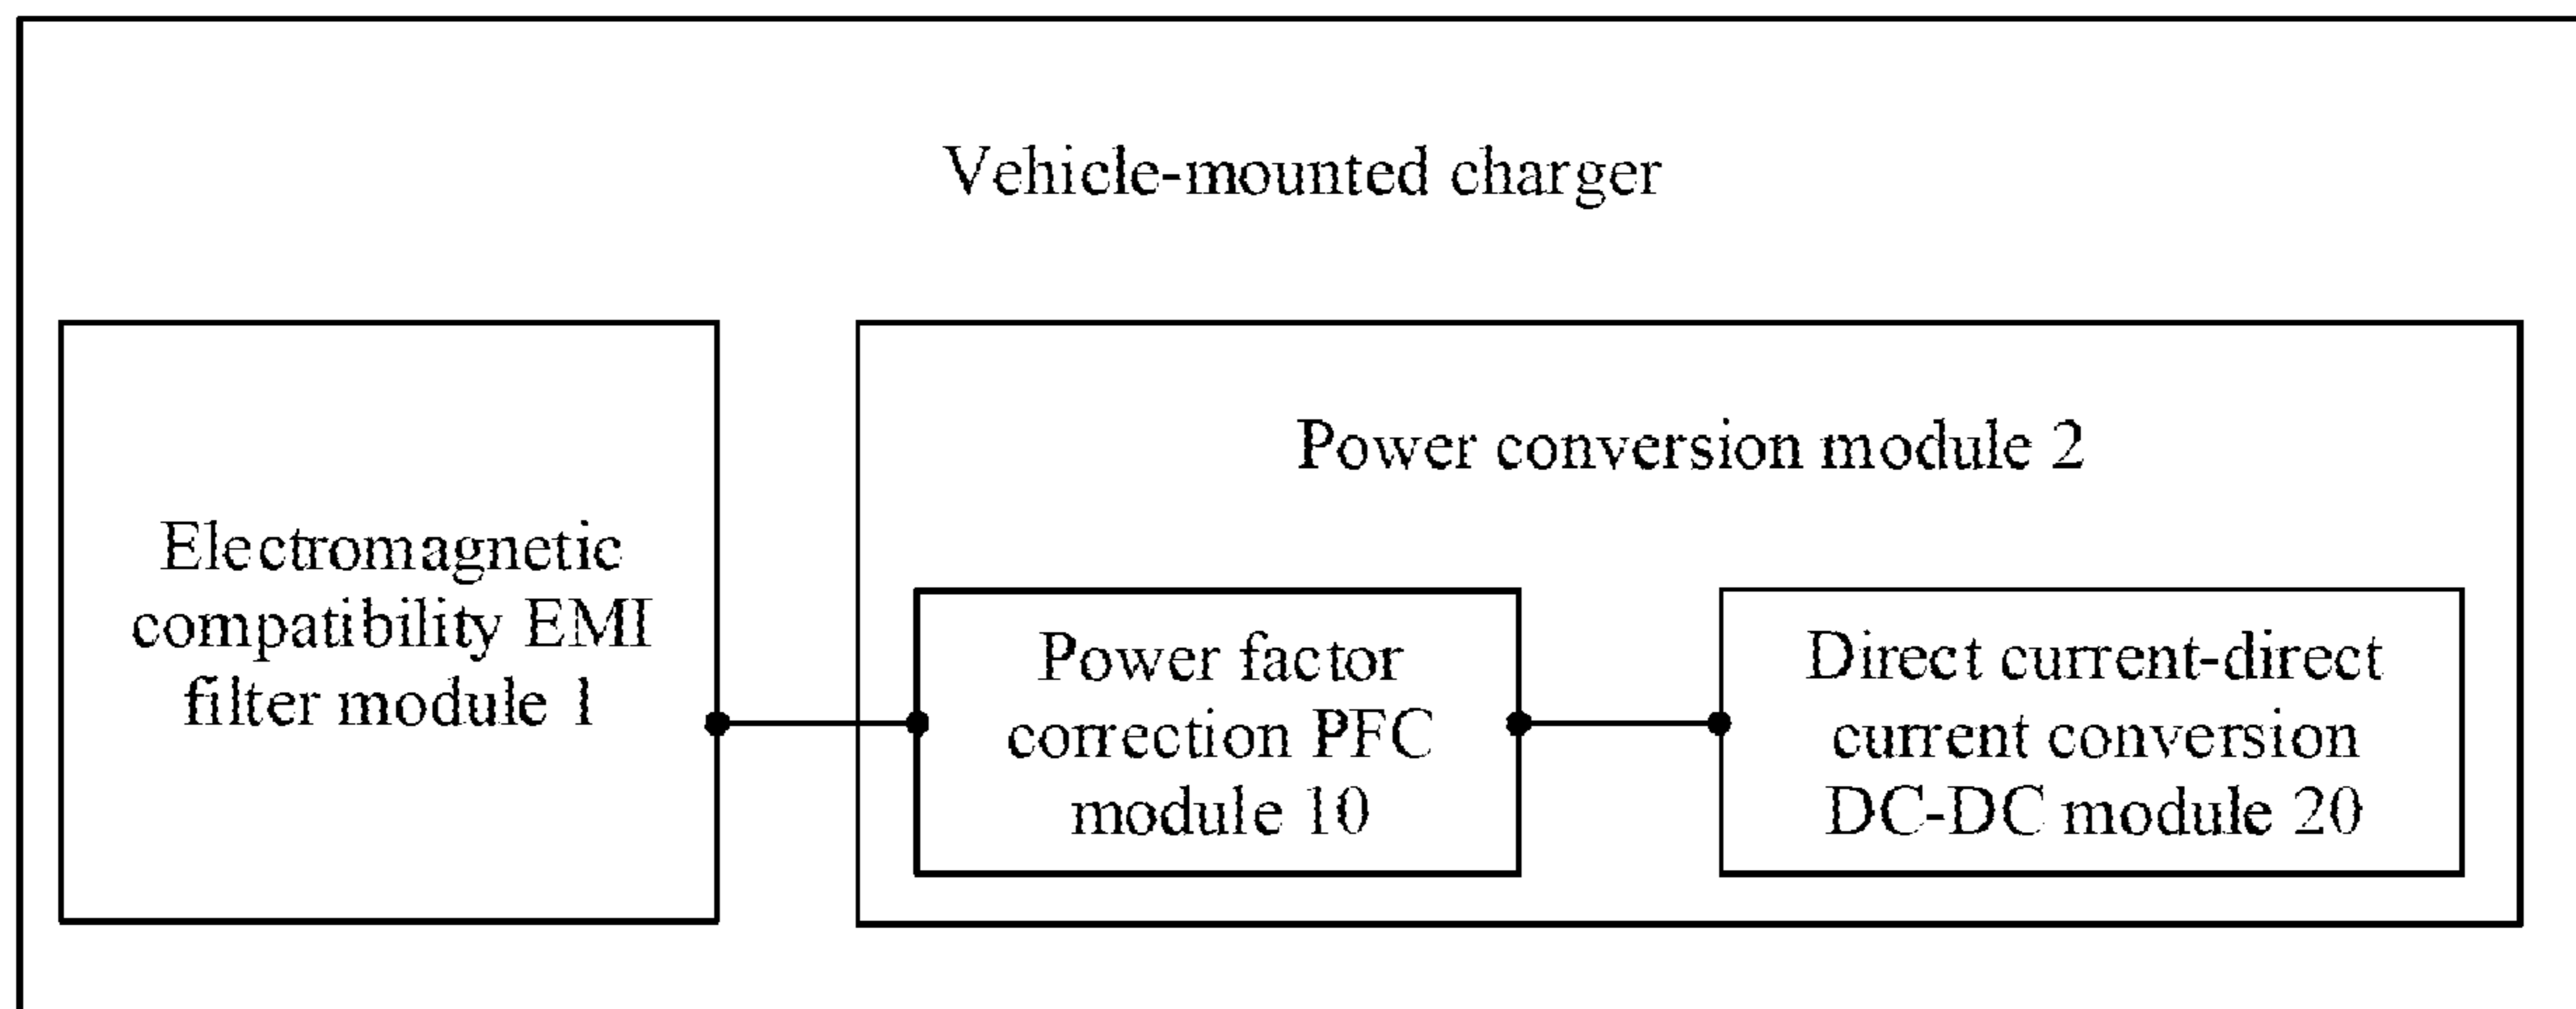 Vehicle-mounted charger
Electromagnetic
compatibility EMI
filter module 1
Power conversion module 2
Power factor
correction PFC
module 10
Direct current-direct
current conversion
DC-DC module 20